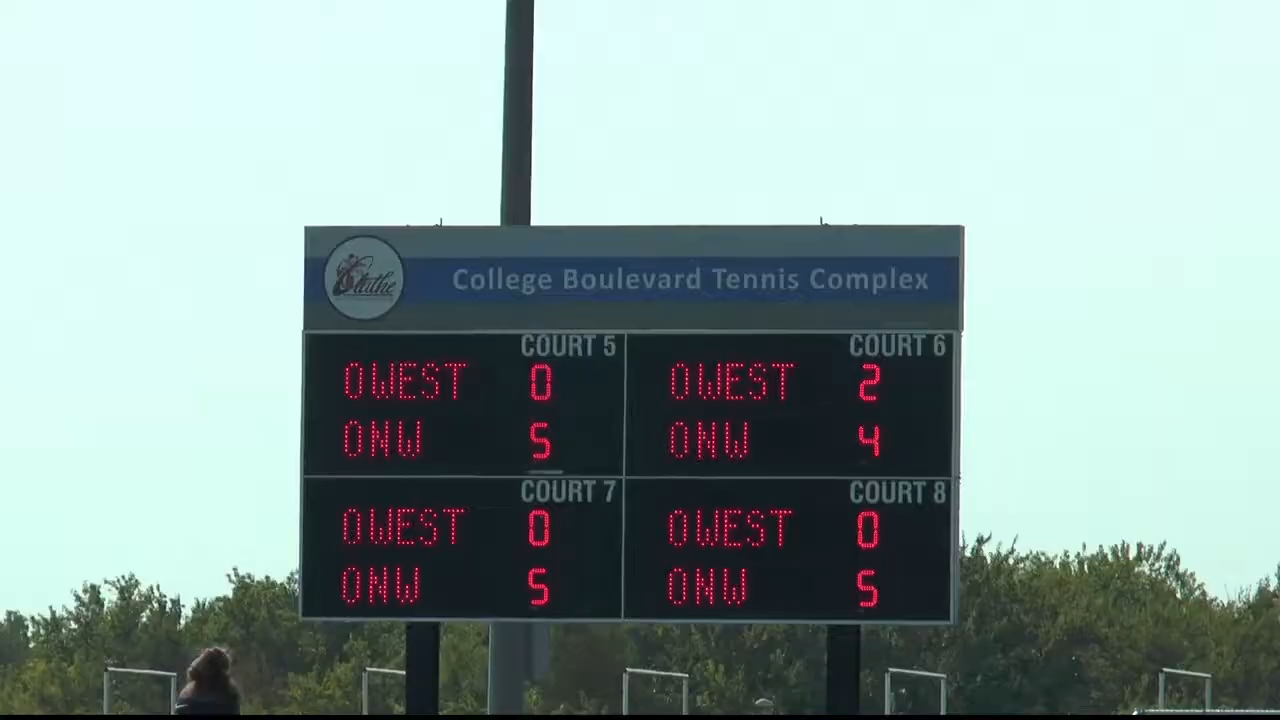 Olathe
College Boulevard Tennis Complex
COURT 5
OWEST 0
ONW 5
COURT 6
OWEST 2
ONW 4
COURT 7
OWEST 0
ONW 5
COURT 8
OWEST 0
ONW 5